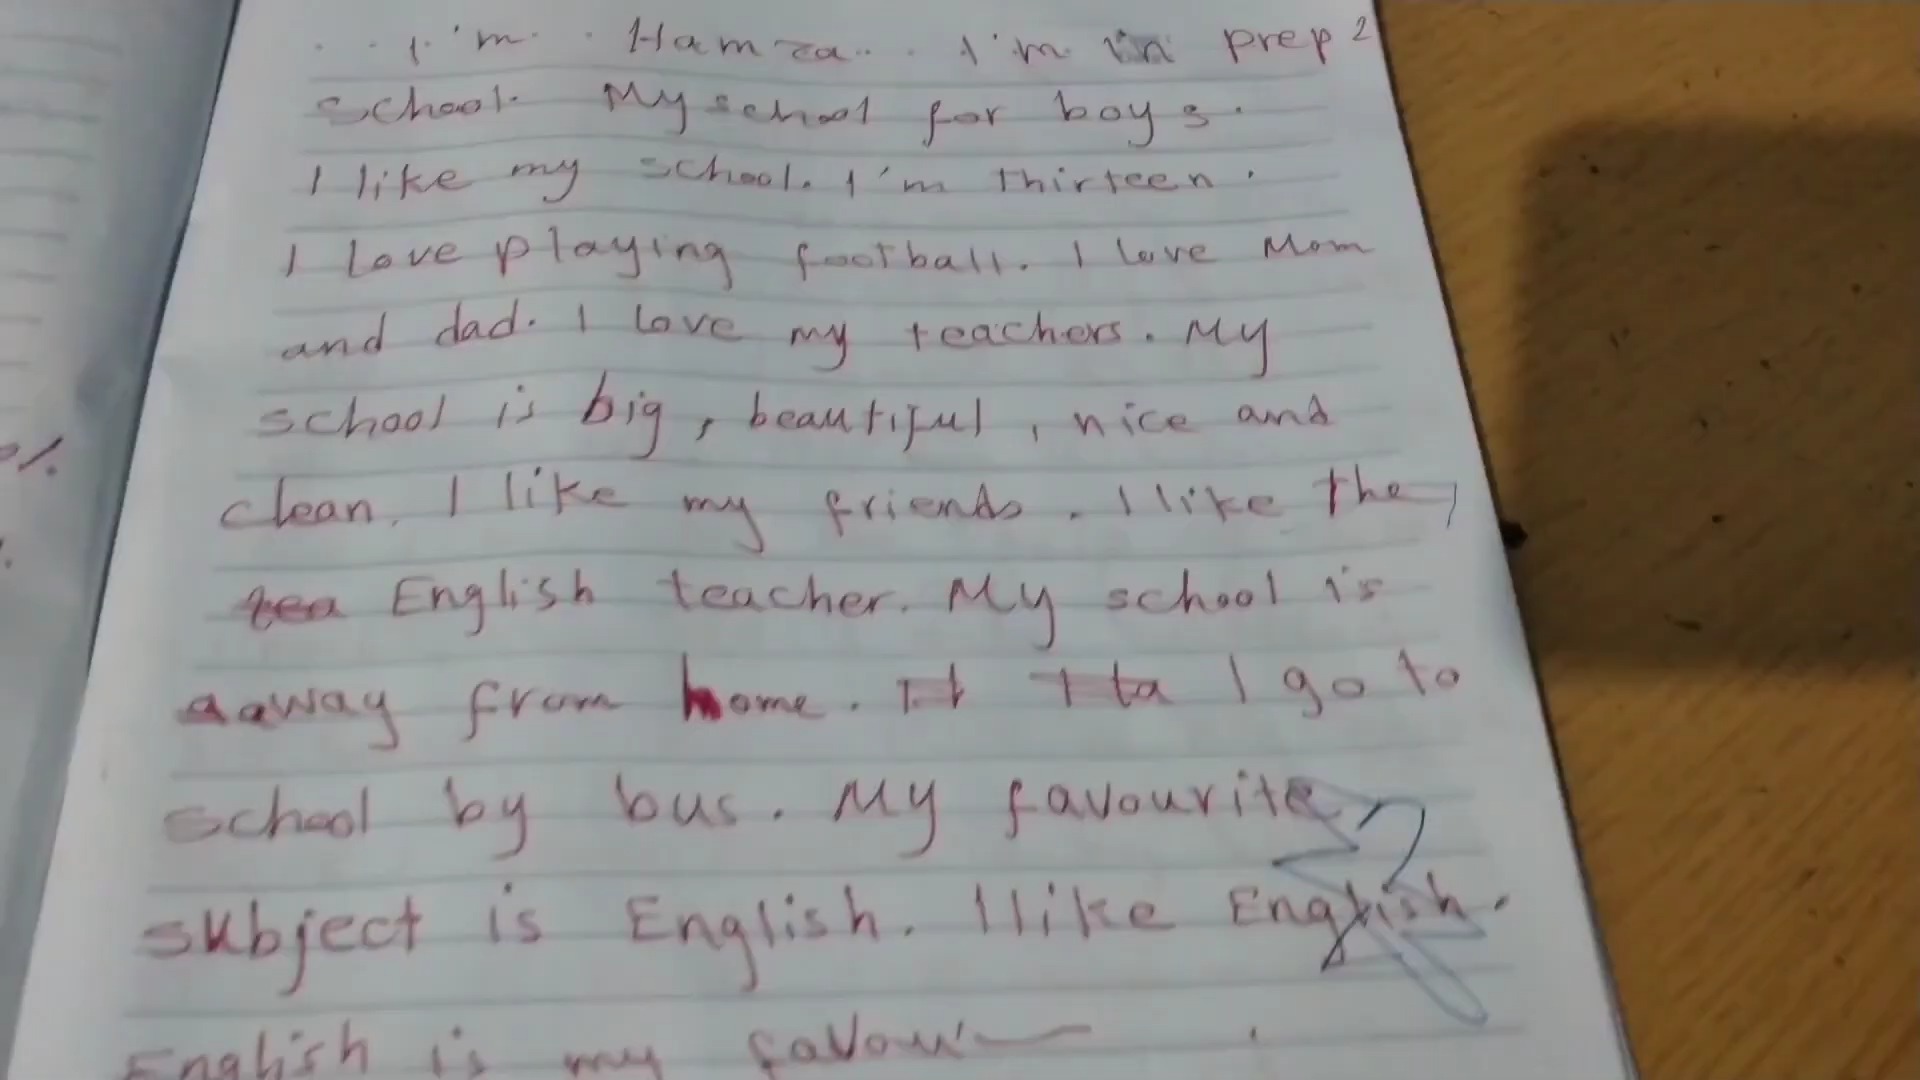 I'm Hamza. I'm in prep 2
school. My school for boys.
I like my school. I'm thirteen.
I love playing football. I love Mom
and dad. I love my teachers. My
school is big, beautiful, nice and
clean. I like my friends. I like the
tea English teacher. My school is
aaway from home. It I ta I go to
school by bus. My favourite
subject is English. I like English.
English is my